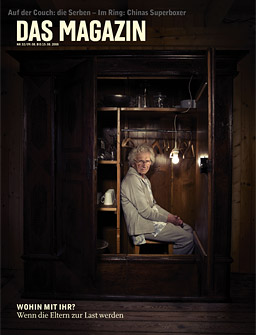 Auf der Couch: die Serben – Im Ring: Chinas Superboxer
DAS MAGAZIN
WOHIN MIT IHR?
Wenn die Eltern zur Last werden